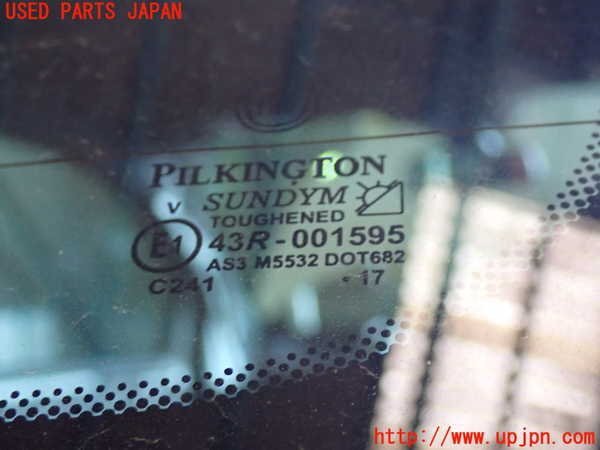 USED PARTS JAPAN
PILKINGTON
V SUNDYM
TOUGHENED
E1 43R-001595
AS3 M5532 DOT682
C241 · 17
http://www.upjpn.com/